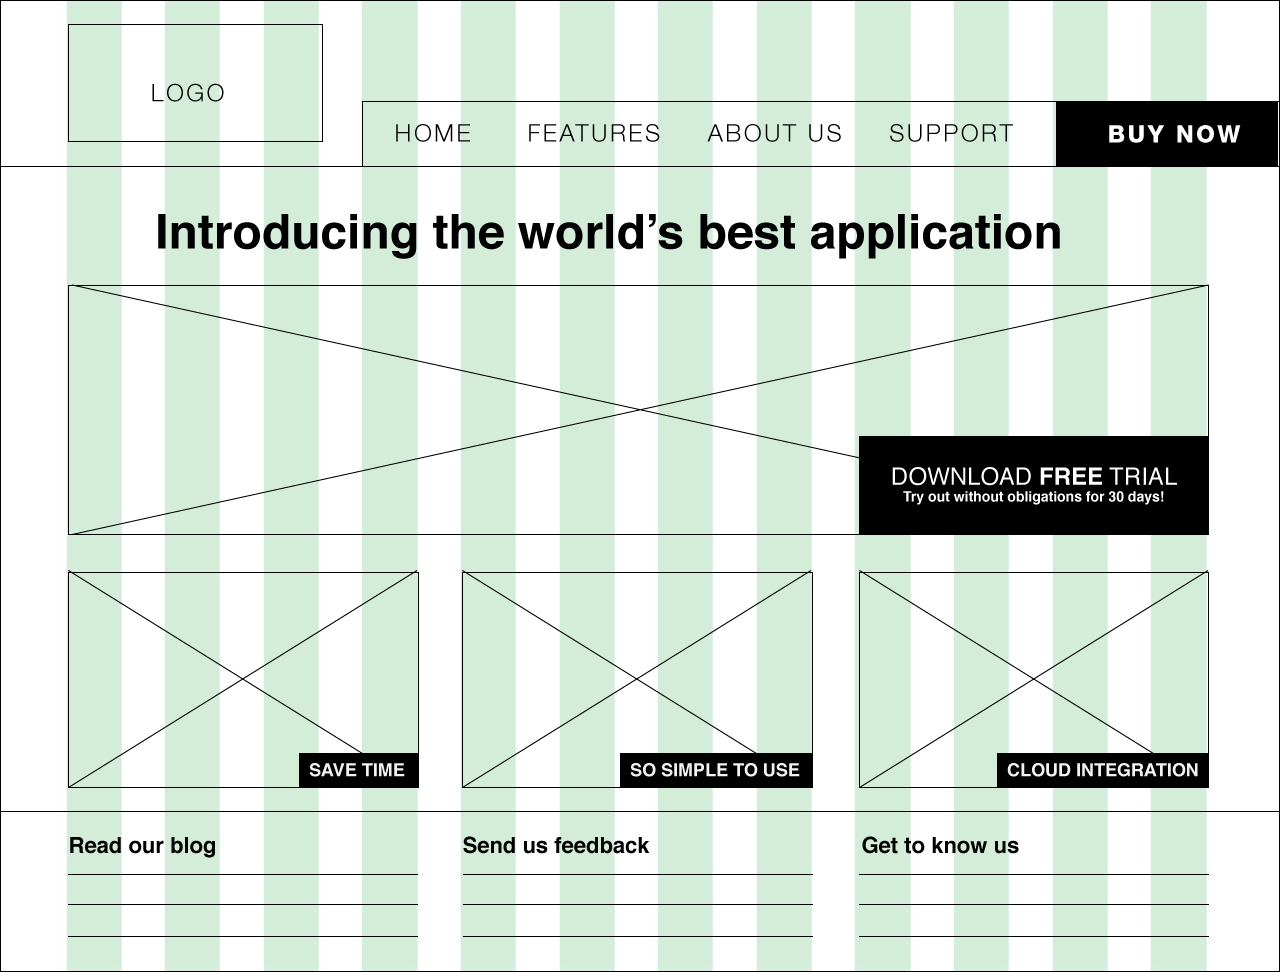 LOGO
HOME FEATURES ABOUT US SUPPORT BUY NOW
Introducing the world’s best application
DOWNLOAD FREE TRIAL
Try out without obligations for 30 days!
SAVE TIME
SO SIMPLE TO USE
CLOUD INTEGRATION
Read our blog
Send us feedback
Get to know us